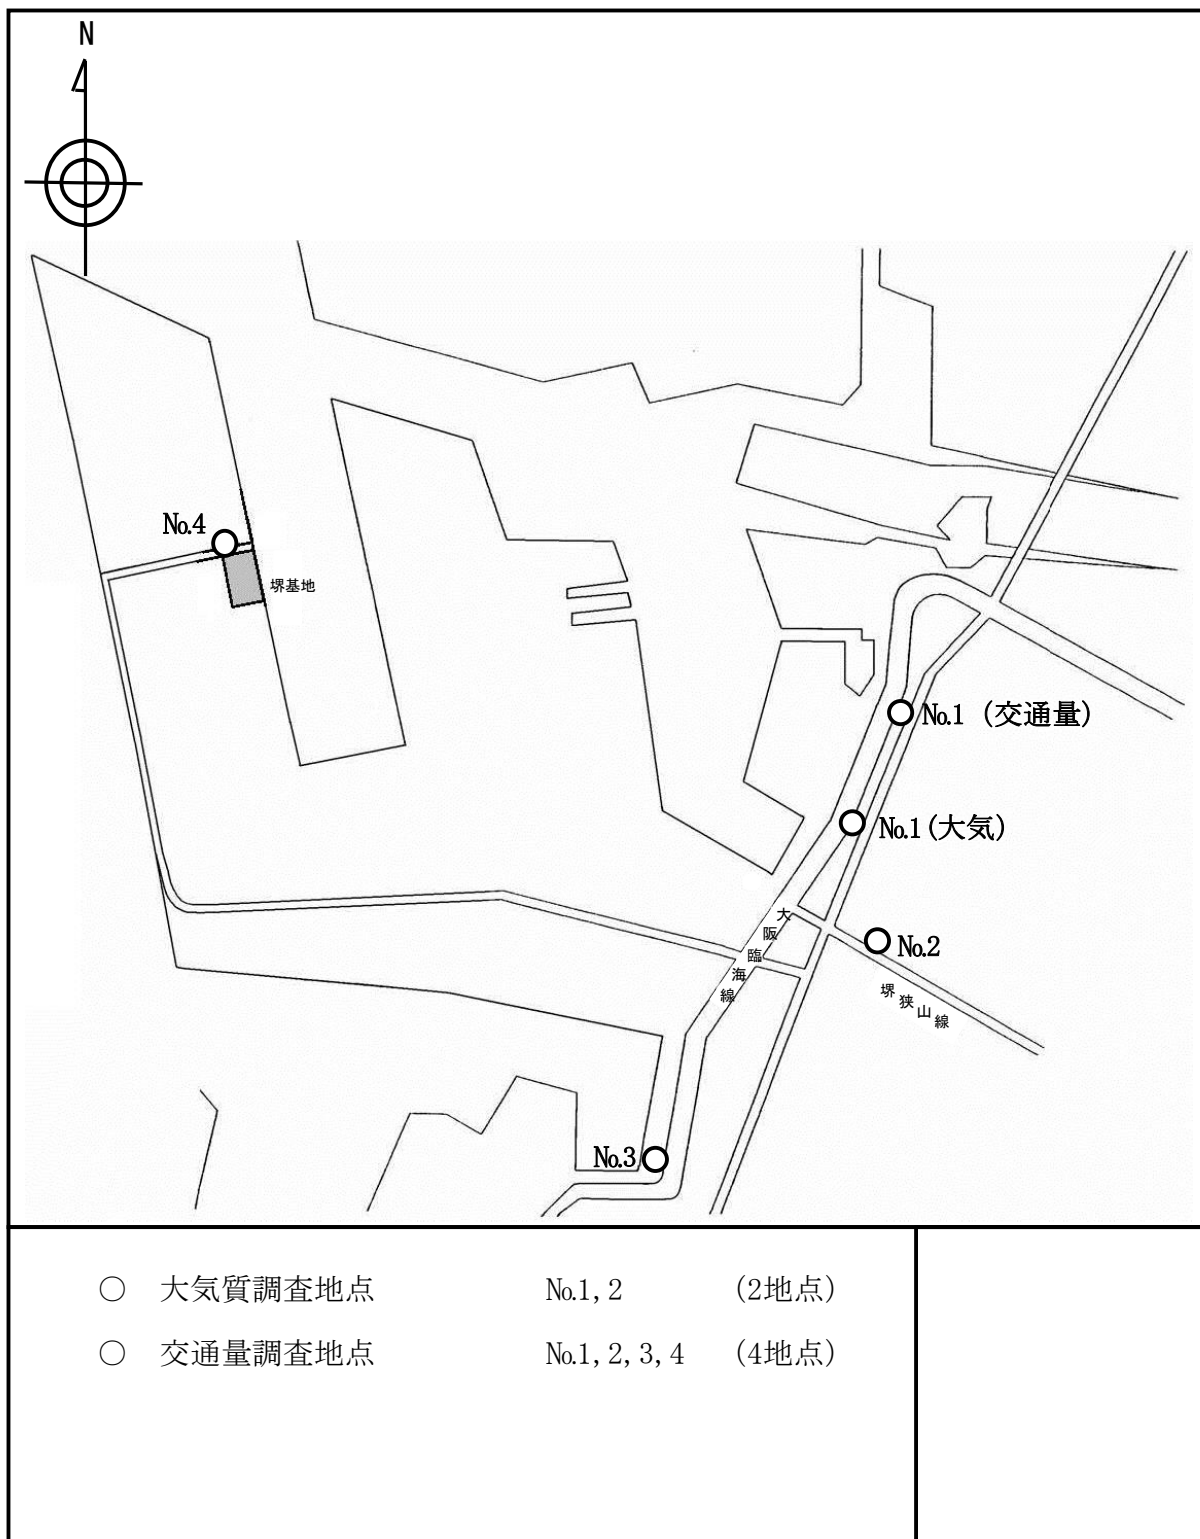 N
No.4
堺基地
No.1 (交通量)
No.1(大気)
大阪臨海線
No.2
堺狭山線
No.3
○ 大気質調査地点 No.1,2 (2地点)
○ 交通量調査地点 No.1,2,3,4 (4地点)